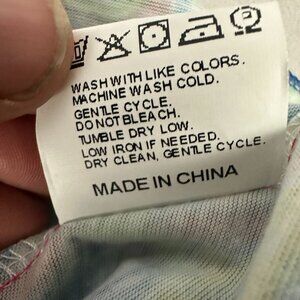 WASH WITH LIKE COLORS.
MACHINE WASH COLD.
GENTLE CYCLE.
DO NOT BLEACH.
TUMBLE DRY LOW.
LOW IRON IF NEEDED.
DRY CLEAN, GENTLE CYCLE.
MADE IN CHINA